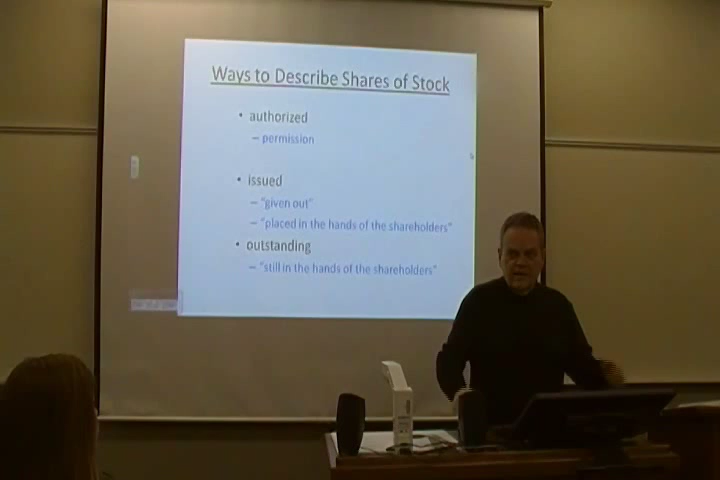 Ways to Describe Shares of Stock
• authorized
– permission
• issued
– "given out"
– "placed in the hands of the shareholders"
• outstanding
– "still in the hands of the shareholders"